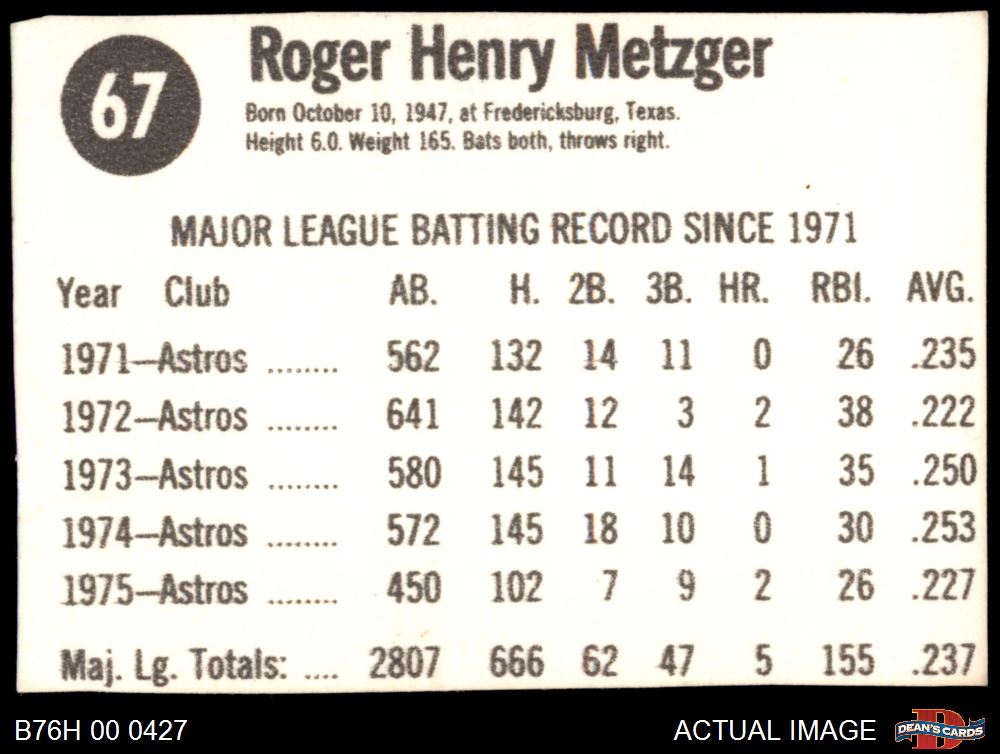 67
Roger Henry Metzger
Born October 10, 1947, at Fredericksburg, Texas.
Height 6.0. Weight 165. Bats both, throws right.
MAJOR LEAGUE BATTING RECORD SINCE 1971
Year Club AB. H. 2B. 3B. HR. RBI. AVG.
1971—Astros ........ 562 132 14 11 0 26 .235
1972—Astros ........ 641 142 12 3 2 38 .222
1973—Astros ........ 580 145 11 14 1 35 .250
1974—Astros ........ 572 145 18 10 0 30 .253
1975—Astros ........ 450 102 7 9 2 26 .227
Maj. Lg. Totals: .... 2807 666 62 47 5 155 .237
B76H 00 0427 ACTUAL IMAGE D DEAN'S CARDS